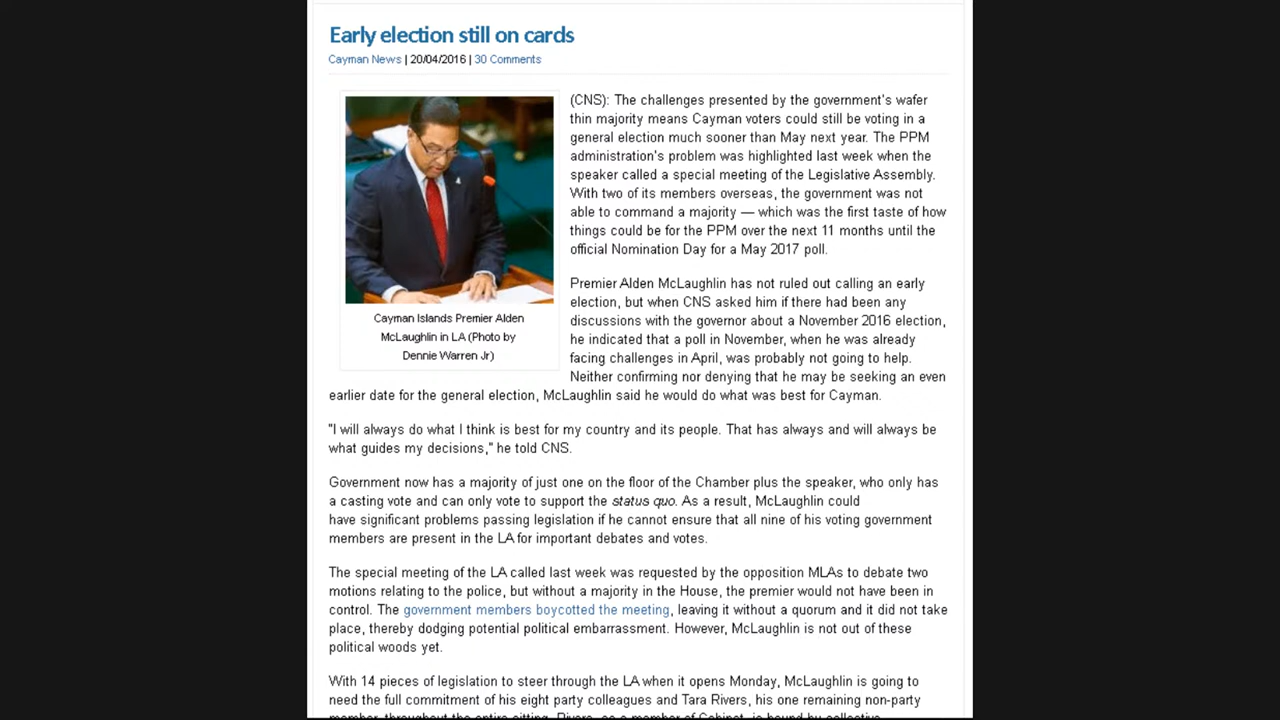 Early election still on cards
Cayman News | 20/04/2016 | 30 Comments
(CNS): The challenges presented by the government's wafer
thin majority means Cayman voters could still be voting in a
general election much sooner than May next year. The PPM
administration's problem was highlighted last week when the
speaker called a special meeting of the Legislative Assembly.
With two of its members overseas, the government was not
able to command a majority — which was the first taste of how
things could be for the PPM over the next 11 months until the
official Nomination Day for a May 2017 poll.
Cayman Islands Premier Alden
McLaughlin in LA (Photo by
Dennie Warren Jr)
Premier Alden McLaughlin has not ruled out calling an early
election, but when CNS asked him if there had been any
discussions with the governor about a November 2016 election,
he indicated that a poll in November, when he was already
facing challenges in April, was probably not going to help.
Neither confirming nor denying that he may be seeking an even
earlier date for the general election, McLaughlin said he would do what was best for Cayman.
"I will always do what I think is best for my country and its people. That has always and will always be
what guides my decisions," he told CNS.
Government now has a majority of just one on the floor of the Chamber plus the speaker, who only has
a casting vote and can only vote to support the status quo. As a result, McLaughlin could
have significant problems passing legislation if he cannot ensure that all nine of his voting government
members are present in the LA for important debates and votes.
The special meeting of the LA called last week was requested by the opposition MLAs to debate two
motions relating to the police, but without a majority in the House, the premier would not have been in
control. The government members boycotted the meeting, leaving it without a quorum and it did not take
place, thereby dodging potential political embarrassment. However, McLaughlin is not out of these
political woods yet.
With 14 pieces of legislation to steer through the LA when it opens Monday, McLaughlin is going to
need the full commitment of his eight party colleagues and Tara Rivers, his one remaining non-party
member, throughout the entire sitting. Rivers, as a member of Cabinet, is bound by collective